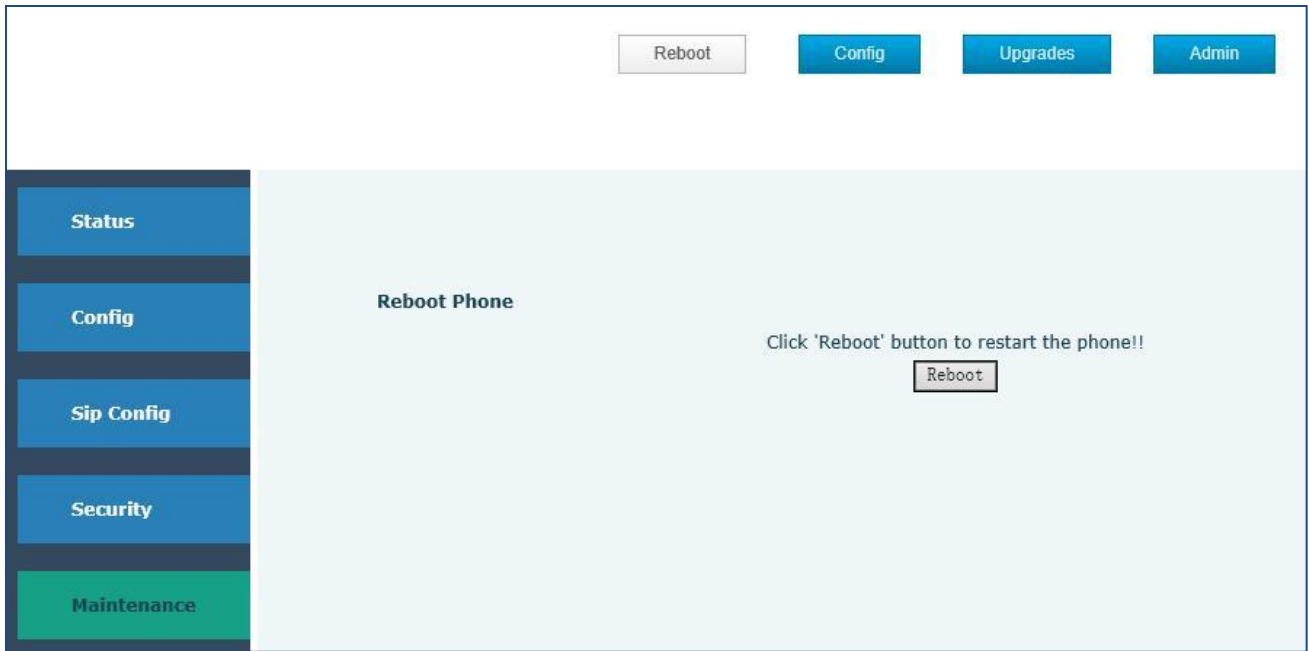 Reboot Config Upgrades Admin
Status
Config
Sip Config
Security
Maintenance
Reboot Phone
Click 'Reboot' button to restart the phone!!
Reboot